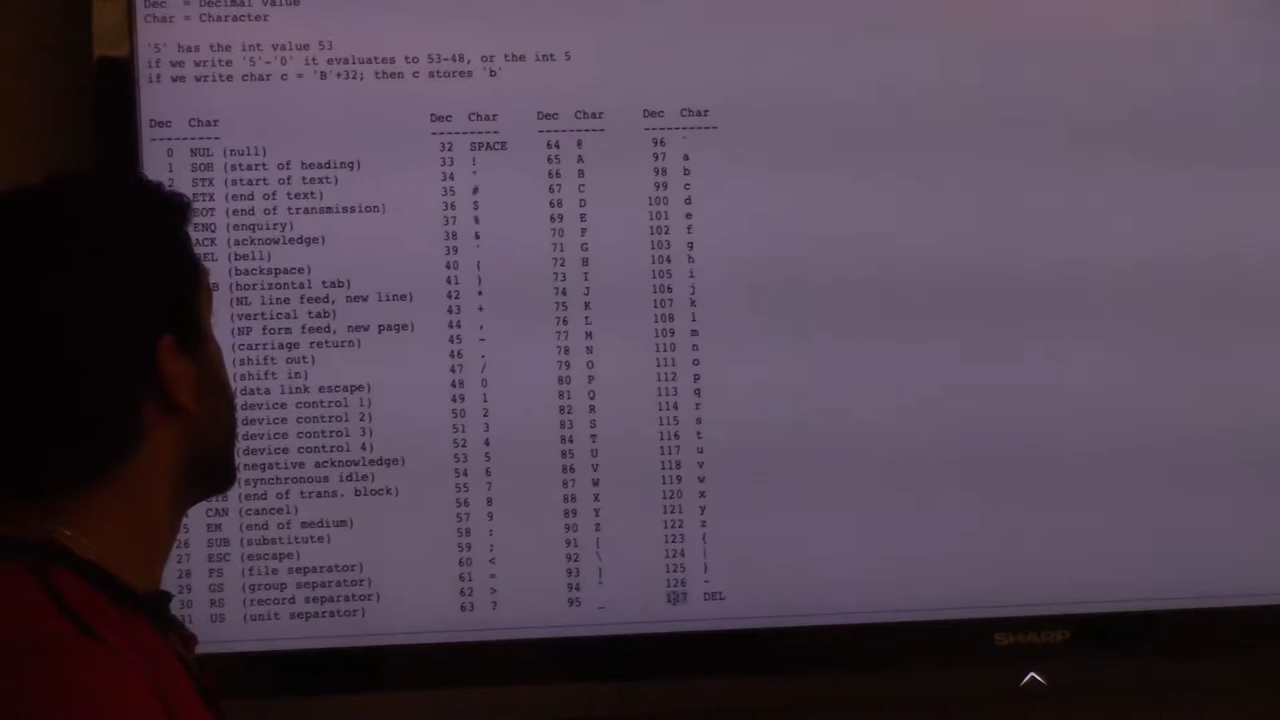 Dec = Decimal value
Char = Character
'5' has the int value 53
if we write '5'-'0' it evaluates to 53-48, or the int 5
if we write char c = 'B'+32; then c stores 'b'
Dec Char Dec Char Dec Char Dec Char
--------- --------- --------- ---------
0 NUL (null) 32 SPACE 64 @ 96 `
1 SOH (start of heading) 33 ! 65 A 97 a
2 STX (start of text) 34 " 66 B 98 b
ETX (end of text) 35 # 67 C 99 c
EOT (end of transmission) 36 $ 68 D 100 d
ENQ (enquiry) 37 % 69 E 101 e
ACK (acknowledge) 38 & 70 F 102 f
BEL (bell) 39 ' 71 G 103 g
(backspace) 40 ( 72 H 104 h
(horizontal tab) 41 ) 73 I 105 i
(NL line feed, new line) 42 * 74 J 106 j
(vertical tab) 43 + 75 K 107 k
(NP form feed, new page) 44 , 76 L 108 l
(carriage return) 45 - 77 M 109 m
(shift out) 46 . 78 N 110 n
(shift in) 47 / 79 O 111 o
(data link escape) 48 0 80 P 112 p
(device control 1) 49 1 81 Q 113 q
(device control 2) 50 2 82 R 114 r
(device control 3) 51 3 83 S 115 s
(device control 4) 52 4 84 T 116 t
(negative acknowledge) 53 5 85 U 117 u
(synchronous idle) 54 6 86 V 118 v
ETB (end of trans. block) 55 7 87 W 119 w
CAN (cancel) 56 8 88 X 120 x
EM (end of medium) 57 9 89 Y 121 y
26 SUB (substitute) 58 : 90 Z 122 z
27 ESC (escape) 59 ; 91 [ 123 {
28 FS (file separator) 60 < 92 \ 124 |
29 GS (group separator) 61 = 93 ] 125 }
30 RS (record separator) 62 > 94 ^ 126 ~
31 US (unit separator) 63 ? 95 _ 127 DEL
SHARP